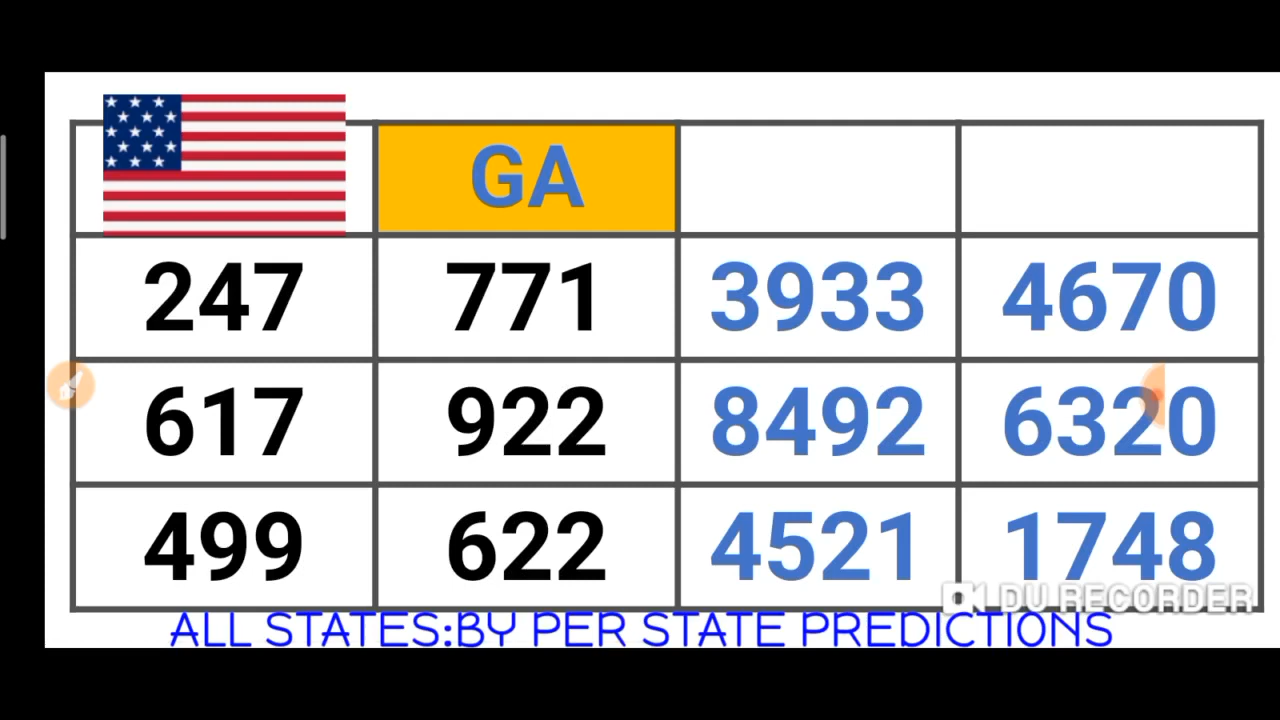 GA
247 771 3933 4670
617 922 8492 6320
499 622 4521 1748
DU RECORDER
ALL STATES:BY PER STATE PREDICTIONS